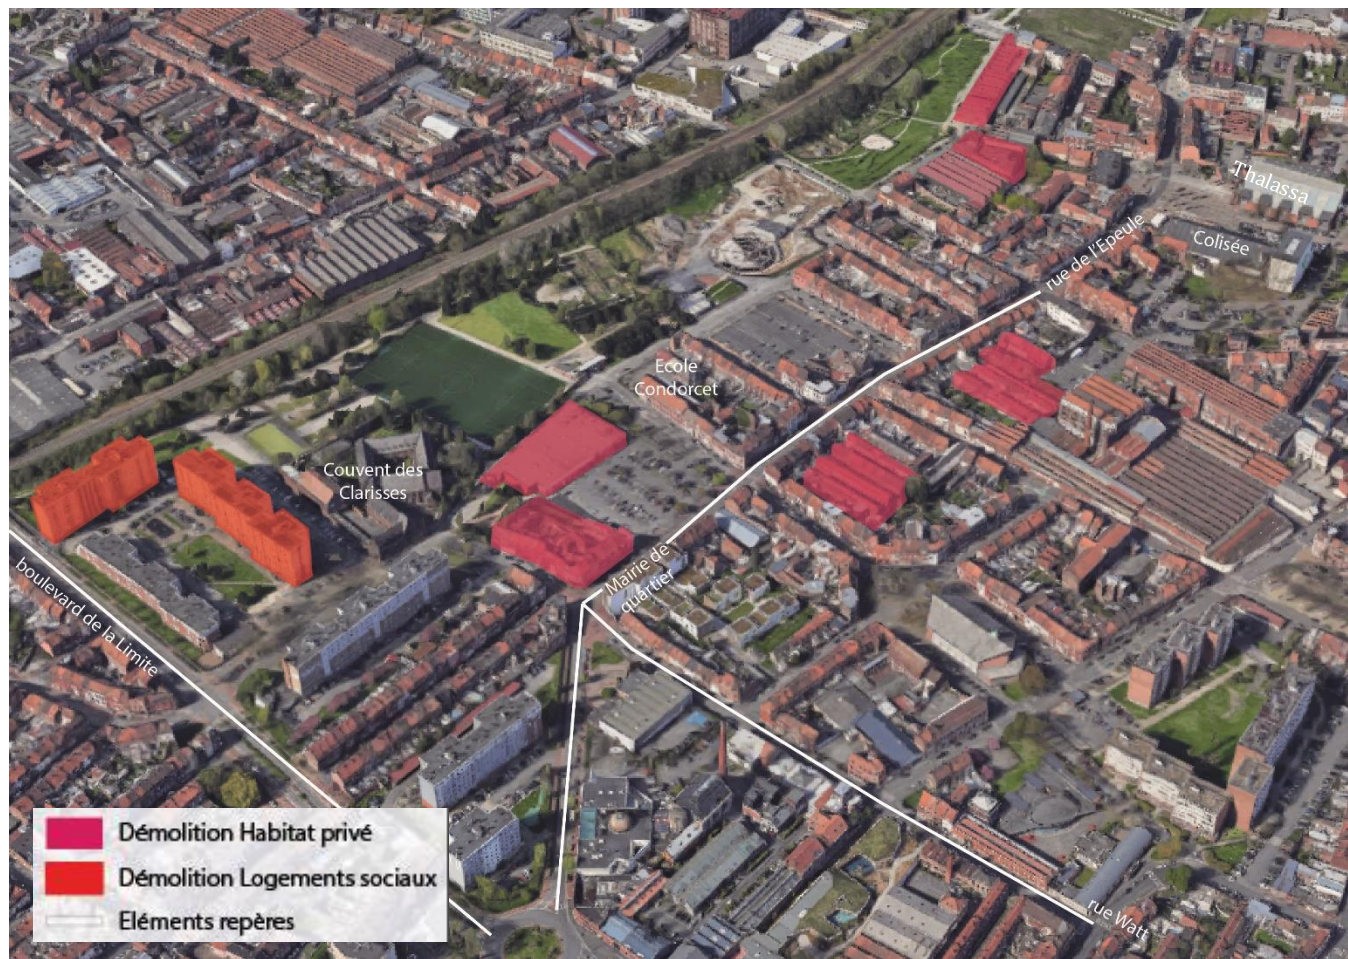 Thalassa
Colisée
rue de l'Epeule
Ecole
Condorcet
Couvent des
Clarisses
Mairie de
quartier
boulevard de la Limite
rue Watt
Démolition Habitat privé
Démolition Logements sociaux
Eléments repères